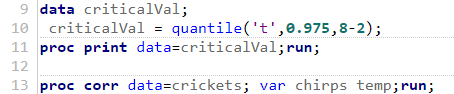 9 data criticalVal;
10  criticalVal = quantile('t',0.975,8-2);
11 proc print data=criticalVal;run;
12
13 proc corr data=crickets; var chirps temp;run;